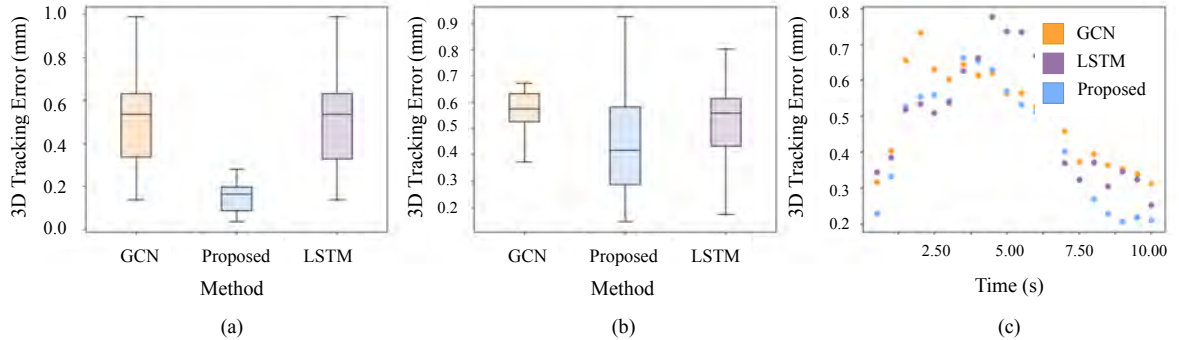 3D Tracking Error (mm)
1.0
0.8
0.6
0.4
0.2
0.0
GCN
Proposed
LSTM
Method
(a)
3D Tracking Error (mm)
0.9
0.8
0.7
0.6
0.5
0.4
0.3
0.2
GCN
Proposed
LSTM
Method
(b)
3D Tracking Error (mm)
0.8
0.7
0.6
0.5
0.4
0.3
0.2
GCN
LSTM
Proposed
2.50
5.00
7.50
10.00
Time (s)
(c)